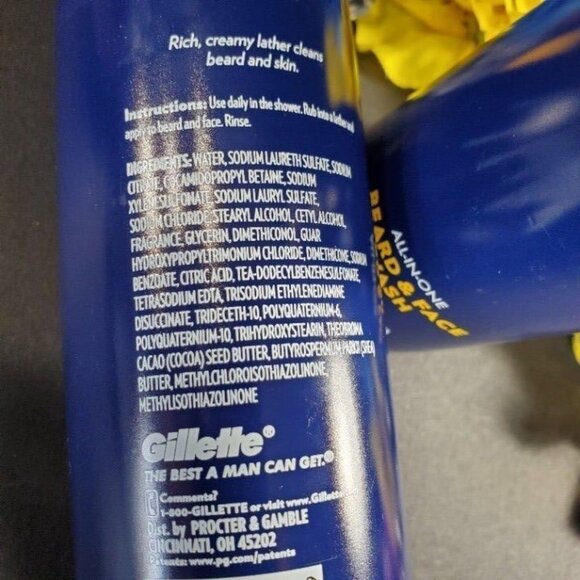 Rich, creamy lather cleans
beard and skin.
Instructions: Use daily in the shower. Rub into a lather and
apply to beard and face. Rinse.
INGREDIENTS: WATER, SODIUM LAURETH SULFATE, SODIUM
CITRATE, COCAMIDOPROPYL BETAINE, SODIUM
XYLENESULFONATE, SODIUM LAURYL SULFATE,
SODIUM CHLORIDE, STEARYL ALCOHOL, CETYL ALCOHOL,
FRAGRANCE, GLYCERIN, DIMETHICONOL, GUAR
HYDROXYPROPYLTRIMONIUM CHLORIDE, DIMETHICONE, SODIUM
BENZOATE, CITRIC ACID, TEA-DODECYLBENZENESULFONATE,
TETRASODIUM EDTA, TRISODIUM ETHYLENEDIAMINE
DISUCCINATE, TRIDECETH-10, POLYQUATERNIUM-6,
POLYQUATERNIUM-10, TRIHYDROXYSTEARIN, THEOBROMA
CACAO (COCOA) SEED BUTTER, BUTYROSPERMUM PARKII (SHEA)
BUTTER, METHYLCHLOROISOTHIAZOLINONE,
METHYLISOTHIAZOLINONE
Gillette®
THE BEST A MAN CAN GET.®
Comments?
1-800-GILLETTE or visit www.Gillette
Dist. by PROCTER & GAMBLE
CINCINNATI, OH 45202
Patents: www.pg.com/patents
ALL-IN-ONE
BEARD & FACE
WASH